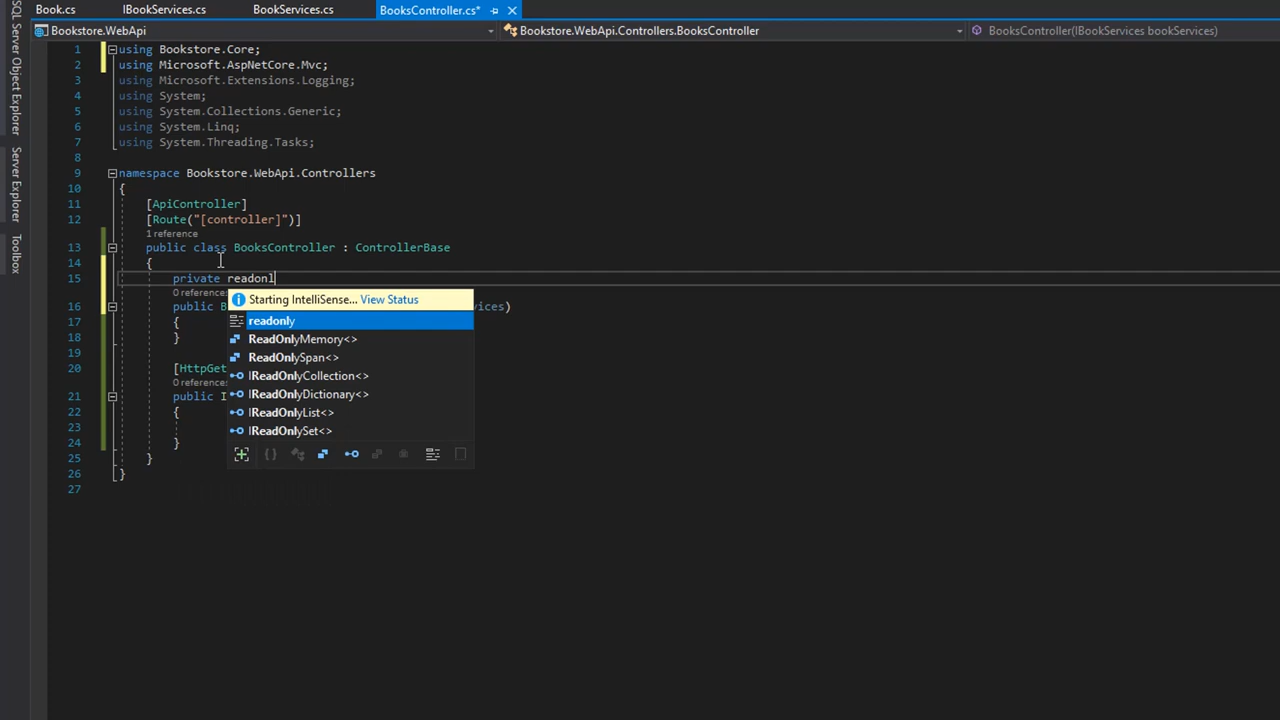 Book.cs IBookServices.cs BookServices.cs BooksController.cs*
Bookstore.WebApi Bookstore.WebApi.Controllers.BooksController BooksController(IBookServices bookServices)
SQL Server Object Explorer
Server Explorer
Toolbox
1 using Bookstore.Core;
2 using Microsoft.AspNetCore.Mvc;
3 using Microsoft.Extensions.Logging;
4 using System;
5 using System.Collections.Generic;
6 using System.Linq;
7 using System.Threading.Tasks;
8
9 namespace Bookstore.WebApi.Controllers
10 {
11 [ApiController]
12 [Route("[controller]")]
1 reference
13 public class BooksController : ControllerBase
14 {
15 private readonl
0 references
16 public B vices)
17 {
18 }
19
20 [HttpGet
0 references
21 public I
22 {
23
24 }
25 }
26 }
27
Starting IntelliSense... View Status
readonly
ReadOnlyMemory<>
ReadOnlySpan<>
IReadOnlyCollection<>
IReadOnlyDictionary<>
IReadOnlyList<>
IReadOnlySet<>